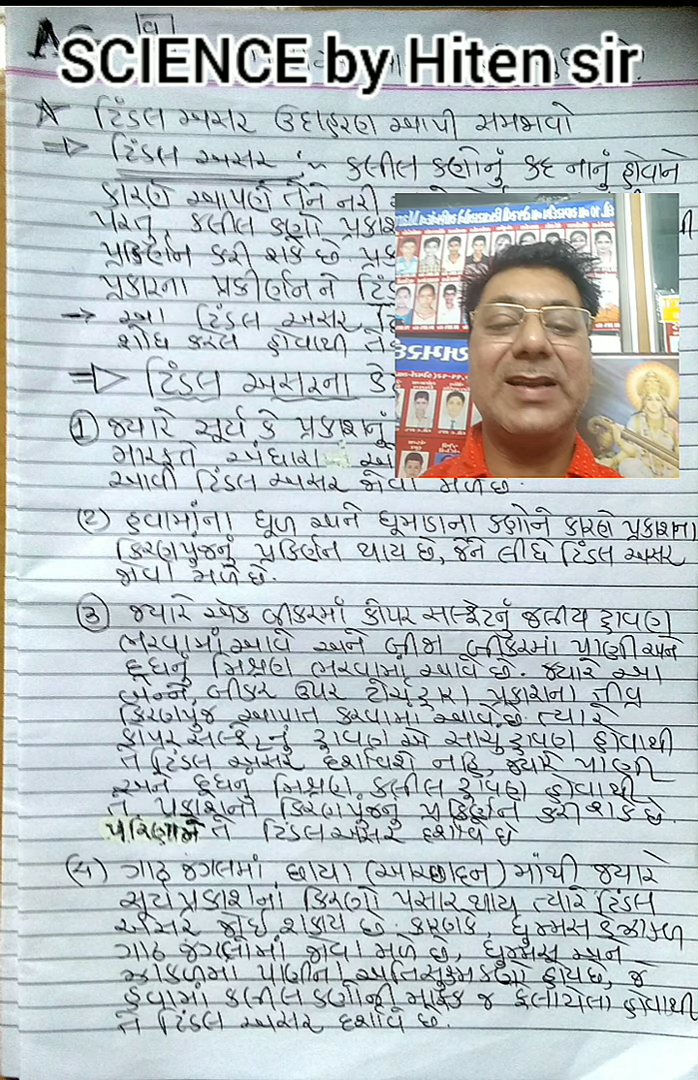 SCIENCE by Hiten sir
★ ટિંડલ અસર ઉદાહરણ આપી સમજાવો
⇒ ટિંડલ અસર :- કલીલ કણોનું કદ નાનું હોવાને
કારણે આપણે તેને નરી
પરંતુ, કલીલ કણો
પ્રકિર્ણન કરી શકે છે
પ્રકારના પ્રકીર્ણનને
→ આ ટિંડલ અસર
શોધ કરેલ હોવાથી તે
⇒ ટિંડલ અસરના કે
① જ્યારે સૂર્ય કે પ્રકાશનું
મારફતે અંધારા
આવી ટિંડલ અસર જોવા મળે છે.
(૨) હવામાંના ધૂળ અને ધૂમાડાના કણોને કારણે પ્રકાશના
કિરણપુંજનું પ્રકિર્ણન થાય છે, જેને લીધે ટિંડલ અસર
જોવા મળે છે.
③ જ્યારે એક બીકરમાં કોપર સલ્ફેટનું જલીય દ્રાવણ
ભરવામાં આવે અને બીજા બીકરમાં પાણી અને
દૂધનું મિશ્રણ ભરવામાં આવે છે. જ્યારે આ
બન્ને બીકર ઉપર ટોર્ચ દ્વારા પ્રકાશના તીવ્ર
કિરણપુંજ આપાત કરવામાં આવે છે ત્યારે
કોપર સલ્ફેટનું દ્રાવણ એ સાચુ દ્રાવણ હોવાથી
તે ટિંડલ અસર દર્શાવશે નહિ, જ્યારે પાણી
અને દૂધનું મિશ્રણ કલીલ દ્રાવણ હોવાથી
તે પ્રકાશના કિરણપુંજનું પ્રકિર્ણન કરી શકે છે.
પરિણામે તે ટિંડલ અસર દર્શાવે છે
(૪) ગાઢ જંગલમાં છાયા (આચ્છાદન) માંથી જ્યારે
સૂર્યપ્રકાશના કિરણો પસાર થાય ત્યારે ટિંડલ
અસર જોઈ શકાય છે. કારણકે, ધુમ્મસ કે ઝાકળ
ગાઢ જંગલોમાં જોવા મળે છે, ધુમ્મસ અને
ઝાકળમાં પાણીના અતિસુક્ષ્મ કણો હોય છે, જે
હવામાં કલીલ કણોની માફક જ ફેલાયેલા હોવાથી
તે ટિંડલ અસર દર્શાવે છે.